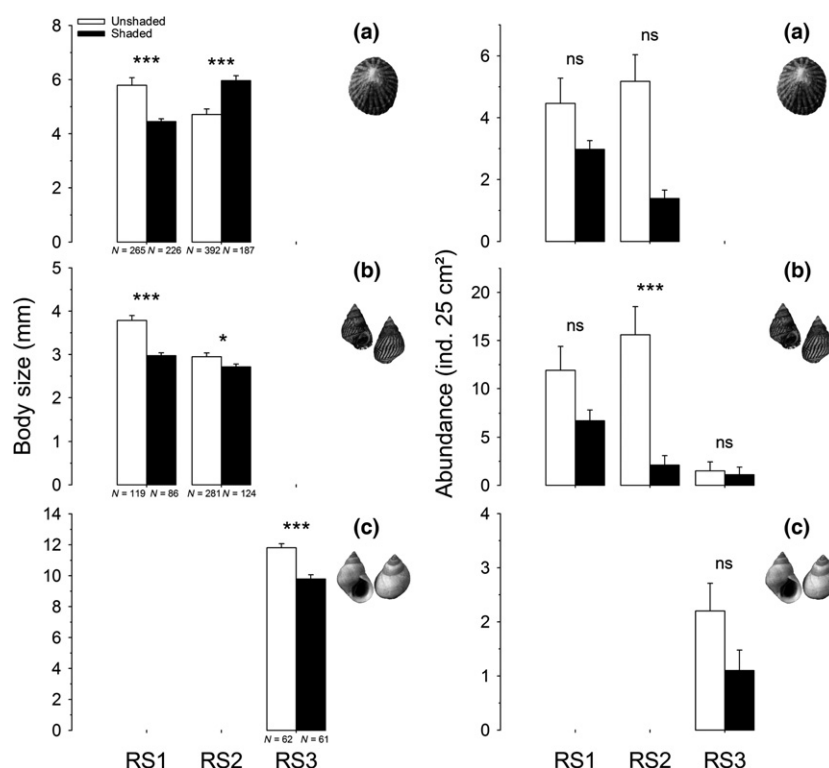 Unshaded
Shaded
Body size (mm)
(a)
8
6
4
2
0
***
***
N = 265 N = 226 N = 392 N = 187
(b)
5
4
3
2
1
0
***
*
N = 119 N = 86 N = 281 N = 124
(c)
14
12
10
8
6
4
2
0
***
N = 62 N = 61
RS1 RS2 RS3
Abundance (ind. 25 cm²)
(a)
6
4
2
0
ns
ns
(b)
20
15
10
5
0
ns
***
ns
(c)
4
3
2
1
0
ns
RS1 RS2 RS3